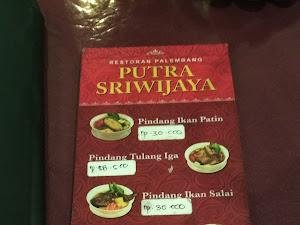 RESTORAN PALEMBANG
PUTRA
SRIWIJAYA
Pindang Ikan Patin
Rp. 30.000
Pindang Tulang Iga
Pindang Ikan Salai
Rp. 30.000